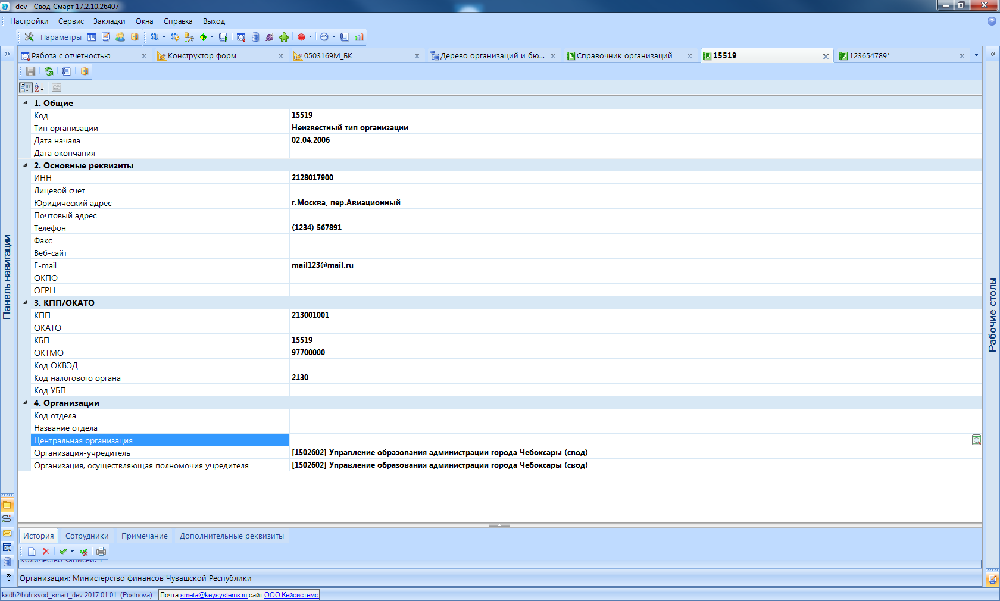 _dev - Свод-Смарт 17.2.10.26407
Настройки Сервис Закладки Окна Справка Выход
Параметры
Работа с отчетностью Конструктор форм 0503169М_БК Дерево организаций и бю... Справочник организаций 15519 123654789*
1. Общие
Код 15519
Тип организации Неизвестный тип организации
Дата начала 02.04.2006
Дата окончания
2. Основные реквизиты
ИНН 2128017900
Лицевой счет
Юридический адрес г.Москва, пер.Авиационный
Почтовый адрес
Телефон (1234) 567891
Факс
Веб-сайт
E-mail mail123@mail.ru
ОКПО
ОГРН
3. КПП/ОКАТО
КПП 213001001
ОКАТО
КБП 15519
ОКТМО 97700000
Код ОКВЭД
Код налогового органа 2130
Код УБП
4. Организации
Код отдела
Название отдела
Центральная организация
Организация-учредитель [1502602] Управление образования администрации города Чебоксары (свод)
Организация, осуществляющая полномочия учредителя [1502602] Управление образования администрации города Чебоксары (свод)
Панель навигации
Рабочие столы
История Сотрудники Примечание Дополнительные реквизиты
Количество записей: 1
Организация: Министерство финансов Чувашской Республики
ksdb2\buh.svod_smart_dev 2017.01.01. (Postnova) Почта smeta@keysystems.ru сайт ООО Кейсистемс